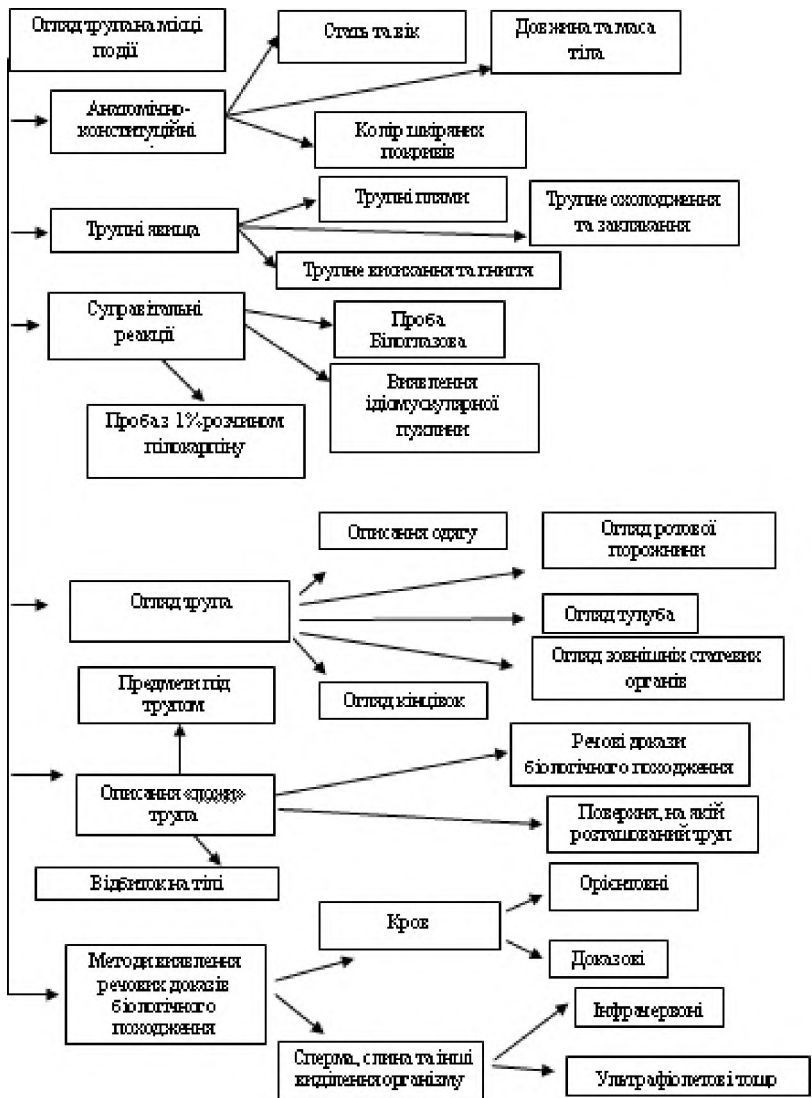 Огляд трупа на місці
події
Стать та вік
Довжина та маса
тіла
Анатомічно-
конституційні
Колір шкіряних
покривів
Трупні явища
Трупні плями
Трупне охолодження
та заклякання
Трупне висихання та гниття
Суправітальні
реакції
Проба
Білоглазова
Виявлення
ідіомускулярної
пухлини
Проба з 1% розчином
пілокарпіну
Описання одягу
Огляд ротової
порожнини
Огляд трупа
Огляд тулуба
Огляд зовнішніх статевих
органів
Огляд кінцівок
Предмети під
трупом
Речові докази
біологічного походження
Описання «ложи»
трупа
Поверхня, на якій
розташований труп
Відбиток на тілі
Кров
Орієнтовні
Доказові
Методи виявлення
речових доказів
біологічного
походження
Інфрачервоні
Сперма, слина та інші
виділення організму
Ультрафіолетові тощо